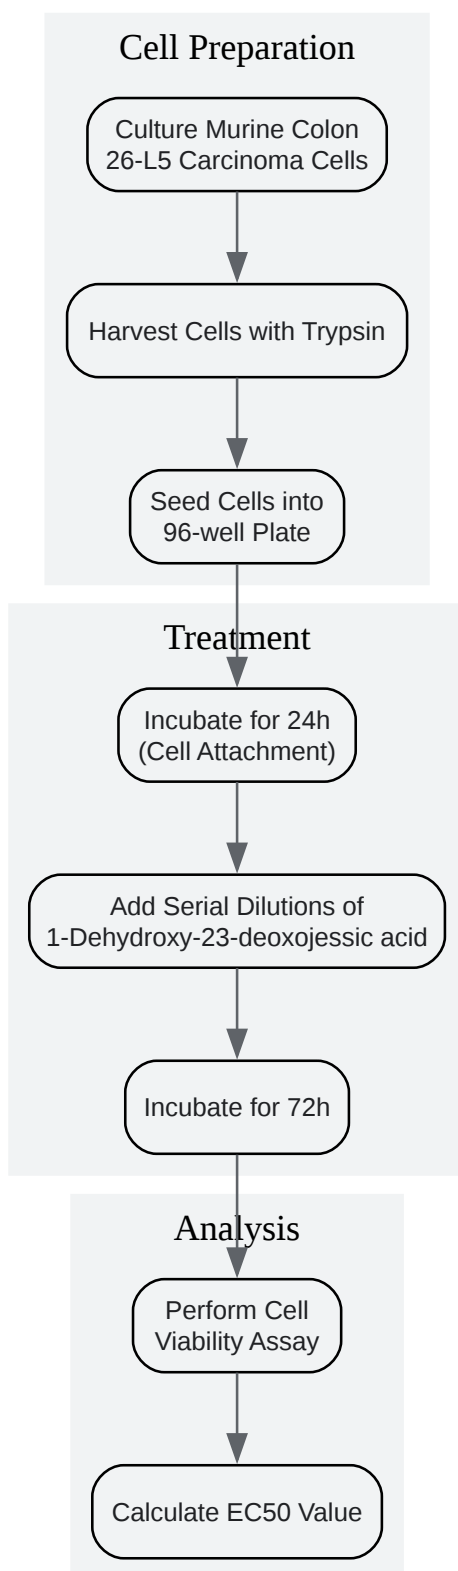 Cell Preparation
Culture Murine Colon
26-L5 Carcinoma Cells
Harvest Cells with Trypsin
Seed Cells into
96-well Plate
Treatment
Incubate for 24h
(Cell Attachment)
Add Serial Dilutions of
1-Dehydroxy-23-deoxojessic acid
Incubate for 72h
Analysis
Perform Cell
Viability Assay
Calculate EC50 Value